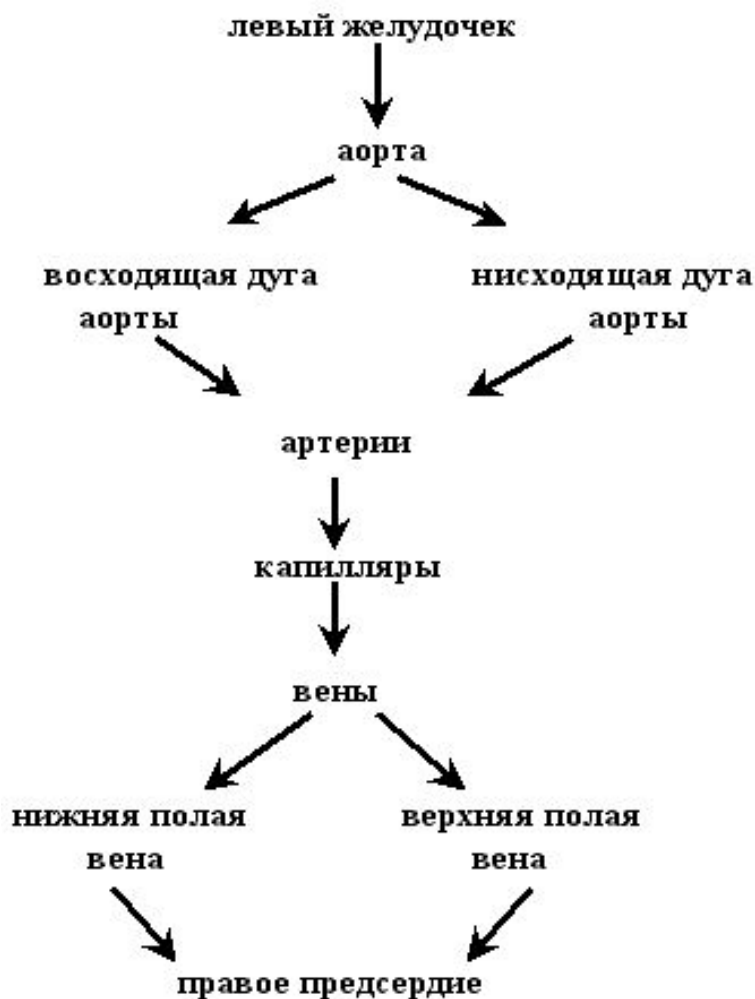 левый желудочек
аорта
восходящая дуга
аорты
нисходящая дуга
аорты
артерии
капилляры
вены
нижняя полая
вена
верхняя полая
вена
правое предсердие